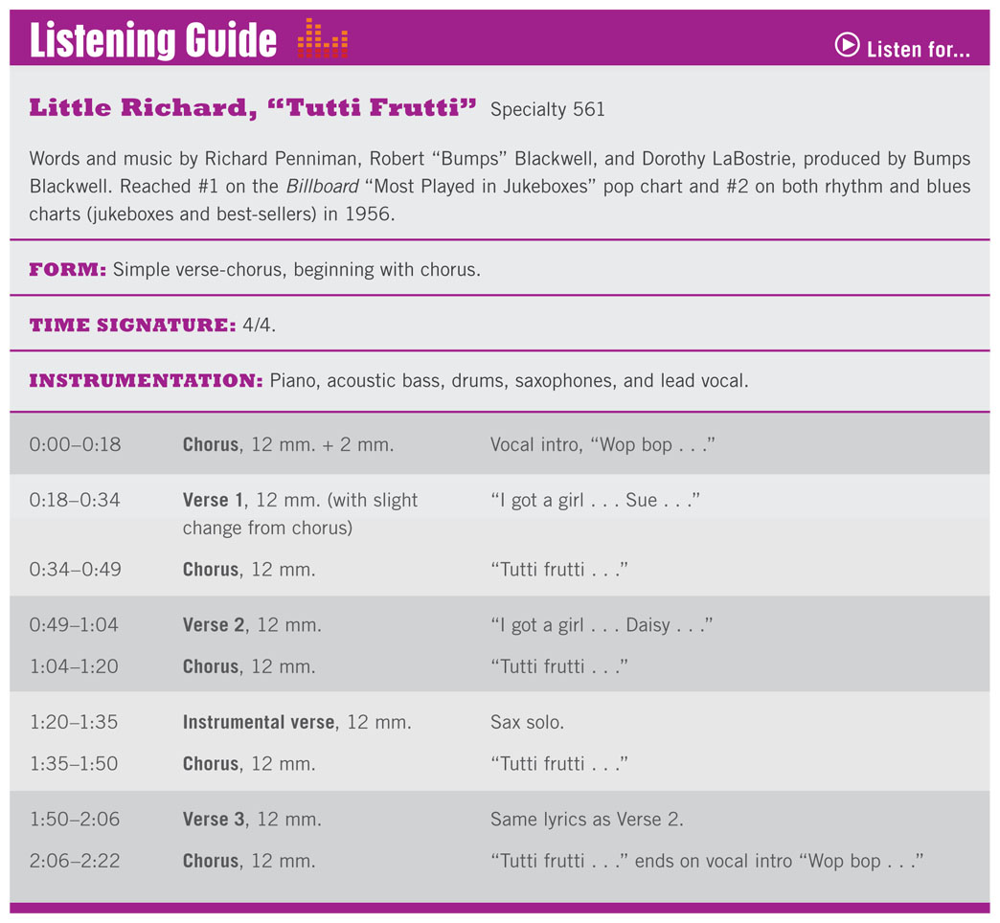 Listening Guide
Listen for...
Little Richard, “Tutti Frutti” Specialty 561
Words and music by Richard Penniman, Robert “Bumps” Blackwell, and Dorothy LaBostrie, produced by Bumps
Blackwell. Reached #1 on the Billboard “Most Played in Jukeboxes” pop chart and #2 on both rhythm and blues
charts (jukeboxes and best-sellers) in 1956.
FORM: Simple verse-chorus, beginning with chorus.
TIME SIGNATURE: 4/4.
INSTRUMENTATION: Piano, acoustic bass, drums, saxophones, and lead vocal.
0:00–0:18 Chorus, 12 mm. + 2 mm. Vocal intro, “Wop bop . . .”
0:18–0:34 Verse 1, 12 mm. (with slight “I got a girl . . . Sue . . .”
change from chorus)
0:34–0:49 Chorus, 12 mm. “Tutti frutti . . .”
0:49–1:04 Verse 2, 12 mm. “I got a girl . . . Daisy . . .”
1:04–1:20 Chorus, 12 mm. “Tutti frutti . . .”
1:20–1:35 Instrumental verse, 12 mm. Sax solo.
1:35–1:50 Chorus, 12 mm. “Tutti frutti . . .”
1:50–2:06 Verse 3, 12 mm. Same lyrics as Verse 2.
2:06–2:22 Chorus, 12 mm. “Tutti frutti . . .” ends on vocal intro “Wop bop . . .”